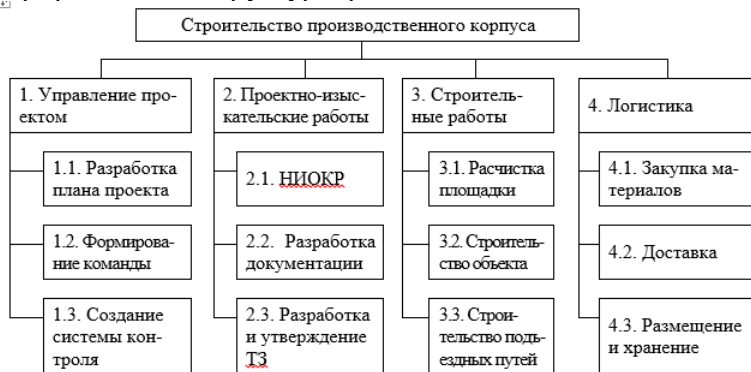 Строительство производственного корпуса
1. Управление про-
ектом
2. Проектно-изыс-
кательские работы
3. Строитель-
ные работы
4. Логистика
1.1. Разработка
плана проекта
2.1. НИОКР
3.1. Расчистка
площадки
4.1. Закупка ма-
териалов
1.2. Формирова-
ние команды
2.2. Разработка
документации
3.2. Строитель-
ство объекта
4.2. Доставка
1.3. Создание
системы кон-
троля
2.3. Разработка
и утверждение
ТЗ
3.3. Строи-
тельство подъ-
ездных путей
4.3. Размещение
и хранение